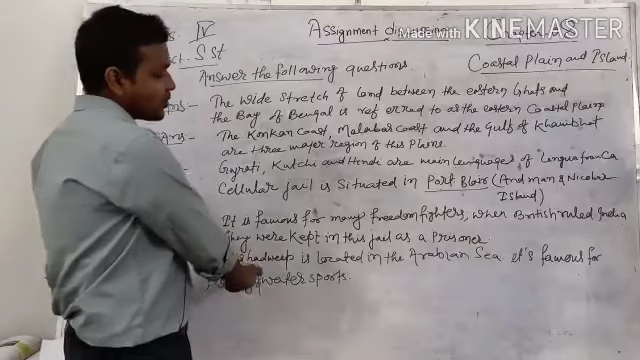 IV
Assignment discussion
Made with KINEMASTER
S.St
Coastal Plain and Island
Answer the following questions.
Ans- The wide stretch of land between the eastern Ghats and
the Bay of Bengal is referred to as the eastern Coastal Plains
Ans- The Konkan Coast, Malabar coast and the Gulf of Khambhat
are three major region of this Plains
Gujrati, Kutchi and Hindi are main lenguages of lingua franca
Cellular jail is situated in Port Blair (Andman & Nicobar
Island)
It is famous for many freedom fighters, when British ruled India
they were kept in this jail as a prisoner
shadweep is located in the Arabian Sea. it's famous for
water sports.